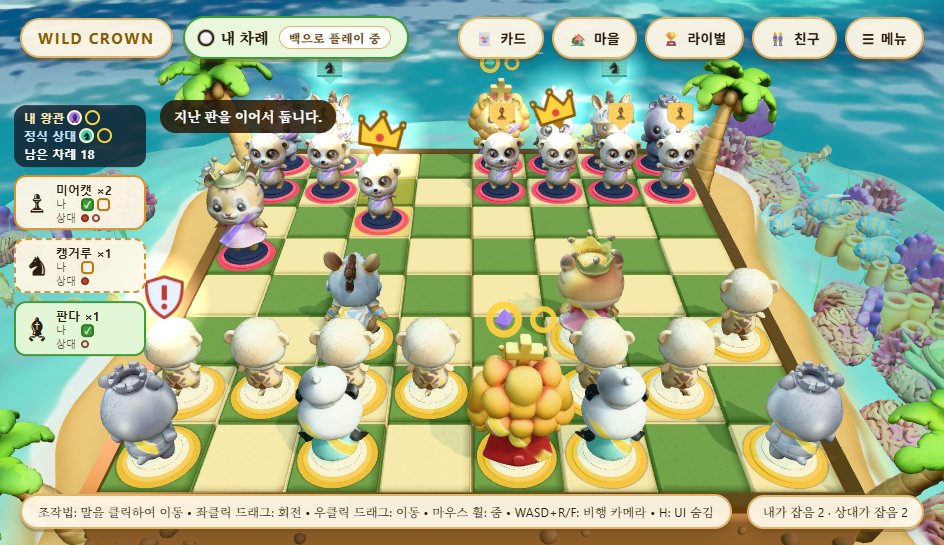 WILD CROWN
내 차례
백으로 플레이 중
카드
마을
라이벌
친구
메뉴
내 왕관
정식 상대
남은 차례 18
지난 판을 이어서 둡니다.
미어캣 ×2
나
상대
캥거루 ×1
나
상대
판다 ×1
나
상대
조작법: 말을 클릭하여 이동 • 좌클릭 드래그: 회전 • 우클릭 드래그: 이동 • 마우스 휠: 줌 • WASD+R/F: 비행 카메라 • H: UI 숨김
내가 잡음 2 · 상대가 잡음 2